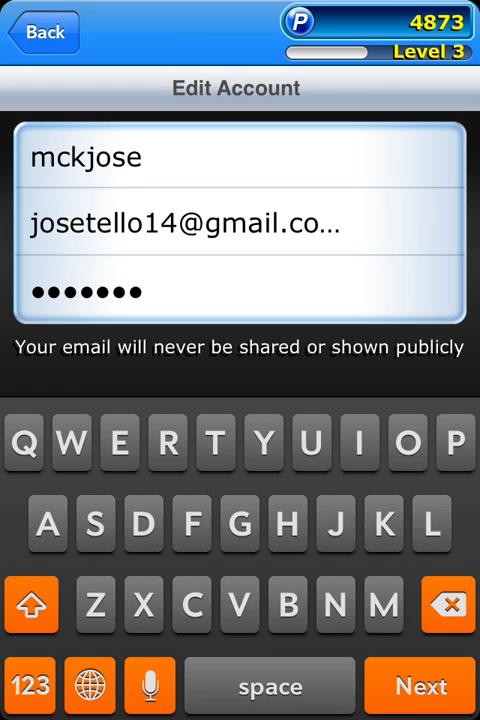 Back
P 4873
Level 3
Edit Account
mckjose
josetello14@gmail.co...
•••••••
Your email will never be shared or shown publicly
Q W E R T Y U I O P
A S D F G H J K L
Z X C V B N M
123 space Next